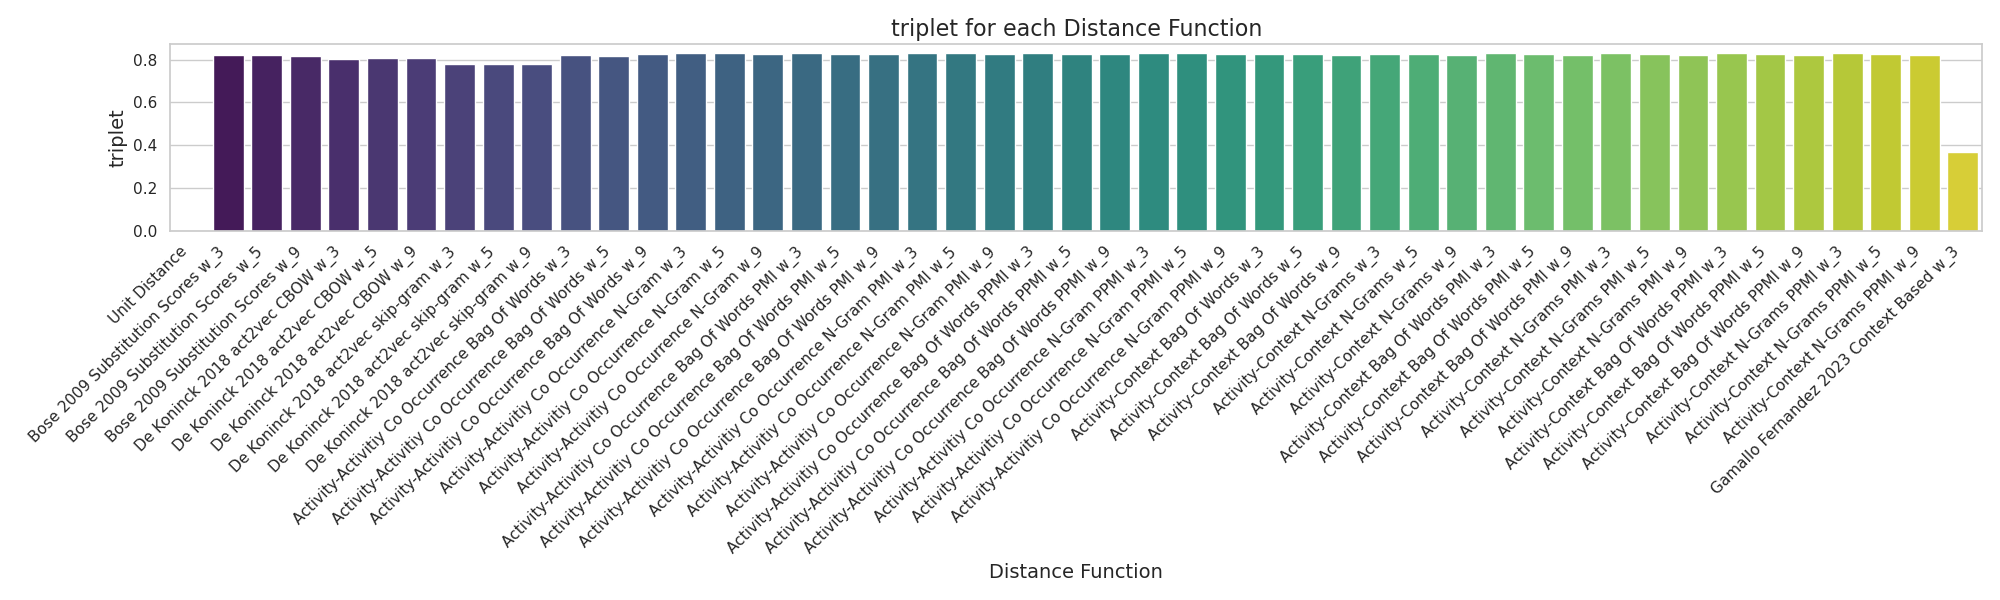 triplet for each Distance Function
triplet
0.8
0.6
0.4
0.2
0.0
Unit Distance
Bose 2009 Substitution Scores w_3
Bose 2009 Substitution Scores w_5
Bose 2009 Substitution Scores w_9
De Koninck 2018 act2vec CBOW w_3
De Koninck 2018 act2vec CBOW w_5
De Koninck 2018 act2vec CBOW w_9
De Koninck 2018 act2vec skip-gram w_3
De Koninck 2018 act2vec skip-gram w_5
De Koninck 2018 act2vec skip-gram w_9
Activity-Activitiy Co Occurrence Bag Of Words w_3
Activity-Activitiy Co Occurrence Bag Of Words w_5
Activity-Activitiy Co Occurrence Bag Of Words w_9
Activity-Activitiy Co Occurrence N-Gram w_3
Activity-Activitiy Co Occurrence N-Gram w_5
Activity-Activitiy Co Occurrence N-Gram w_9
Activity-Activitiy Co Occurrence Bag Of Words PMI w_3
Activity-Activitiy Co Occurrence Bag Of Words PMI w_5
Activity-Activitiy Co Occurrence Bag Of Words PMI w_9
Activity-Activitiy Co Occurrence N-Gram PMI w_3
Activity-Activitiy Co Occurrence N-Gram PMI w_5
Activity-Activitiy Co Occurrence N-Gram PMI w_9
Activity-Activitiy Co Occurrence Bag Of Words PPMI w_3
Activity-Activitiy Co Occurrence Bag Of Words PPMI w_5
Activity-Activitiy Co Occurrence Bag Of Words PPMI w_9
Activity-Activitiy Co Occurrence N-Gram PPMI w_3
Activity-Activitiy Co Occurrence N-Gram PPMI w_5
Activity-Activitiy Co Occurrence N-Gram PPMI w_9
Activity-Context Bag Of Words w_3
Activity-Context Bag Of Words w_5
Activity-Context Bag Of Words w_9
Activity-Context N-Grams w_3
Activity-Context N-Grams w_5
Activity-Context N-Grams w_9
Activity-Context Bag Of Words PMI w_3
Activity-Context Bag Of Words PMI w_5
Activity-Context Bag Of Words PMI w_9
Activity-Context N-Grams PMI w_3
Activity-Context N-Grams PMI w_5
Activity-Context N-Grams PMI w_9
Activity-Context Bag Of Words PPMI w_3
Activity-Context Bag Of Words PPMI w_5
Activity-Context Bag Of Words PPMI w_9
Activity-Context N-Grams PPMI w_3
Activity-Context N-Grams PPMI w_5
Activity-Context N-Grams PPMI w_9
Gamallo Fernandez 2023 Context Based w_3
Distance Function